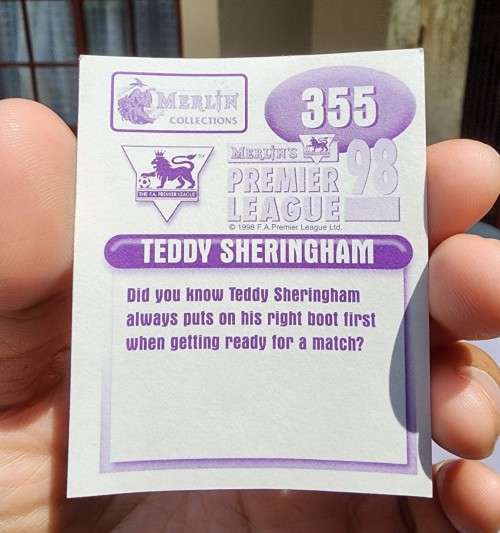 MERLIN
COLLECTIONS
355
MERLIN'S
PREMIER
LEAGUE
98
© 1998 F.A. Premier League Ltd.
THE F.A. PREMIER LEAGUE
TM
TEDDY SHERINGHAM
Did you know Teddy Sheringham
always puts on his right boot first
when getting ready for a match?